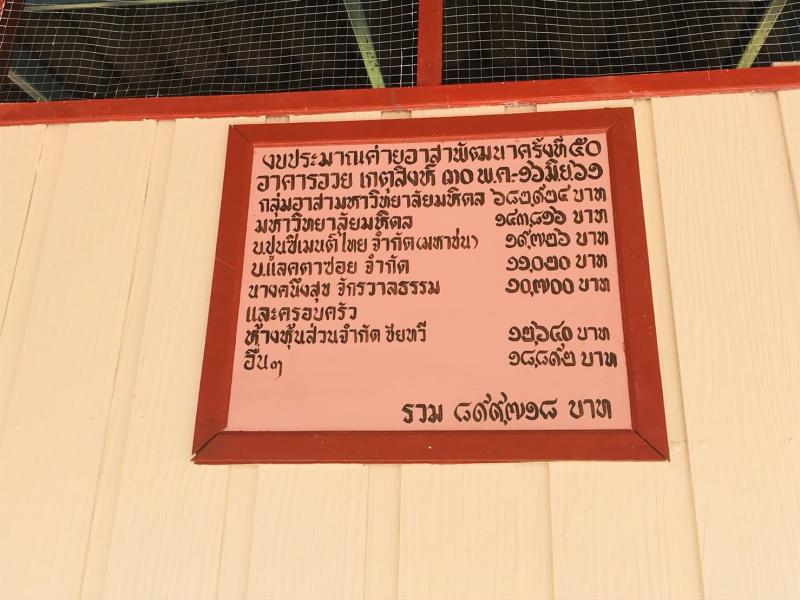 งบประมาณค่ายอาสาพัฒนาครั้งที่ ๕๐
อาคารอวย เกตุสิงห์ ๓๐ พ.ค.-๑๖ มิ.ย ๖๑
กลุ่มอาสามหาวิทยาลัยมหิดล ๖๘๒,๙๒๔ บาท
มหาวิทยาลัยมหิดล ๑๔๓,๘๑๖ บาท
บ.ปูนซีเมนต์ไทย จำกัด (มหาชน) ๑๙,๗๒๖ บาท
บ.แลคตาซอย จำกัด ๑๑,๐๒๐ บาท
นางคนึงสุข จักรวาลธรรม ๑๐,๗๐๐ บาท
และครอบครัว
ห้างหุ้นส่วนจำกัด ชัยทวี ๑๒,๖๔๐ บาท
อื่นๆ ๑๘,๘๙๒ บาท
รวม ๘๙๙,๗๑๘ บาท